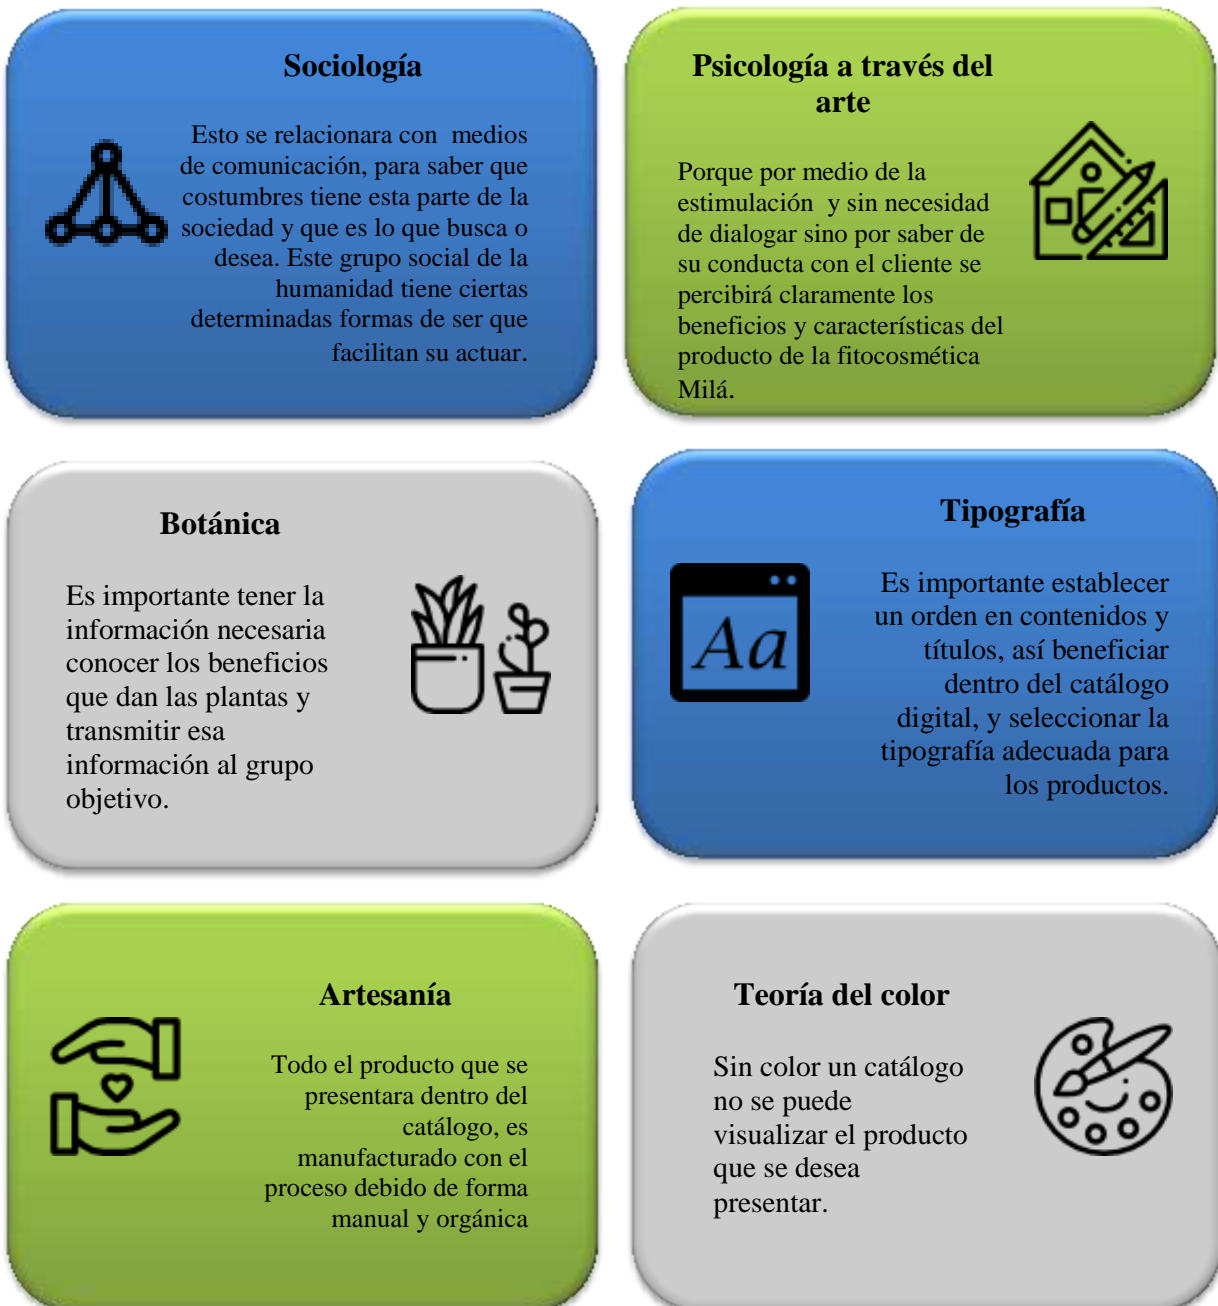 Sociología
Esto se relacionara con medios
de comunicación, para saber que
costumbres tiene esta parte de la
sociedad y que es lo que busca o
desea. Este grupo social de la
humanidad tiene ciertas
determinadas formas de ser que
facilitan su actuar.
Psicología a través del
arte
Porque por medio de la
estimulación y sin necesidad
de dialogar sino por saber de
su conducta con el cliente se
percibirá claramente los
beneficios y características del
producto de la fitocosmética
Milá.
Botánica
Es importante tener la
información necesaria
conocer los beneficios
que dan las plantas y
transmitir esa
información al grupo
objetivo.
Tipografía
Aa
Es importante establecer
un orden en contenidos y
títulos, así beneficiar
dentro del catálogo
digital, y seleccionar la
tipografía adecuada para
los productos.
Artesanía
Todo el producto que se
presentara dentro del
catálogo, es
manufacturado con el
proceso debido de forma
manual y orgánica
Teoría del color
Sin color un catálogo
no se puede
visualizar el producto
que se desea
presentar.